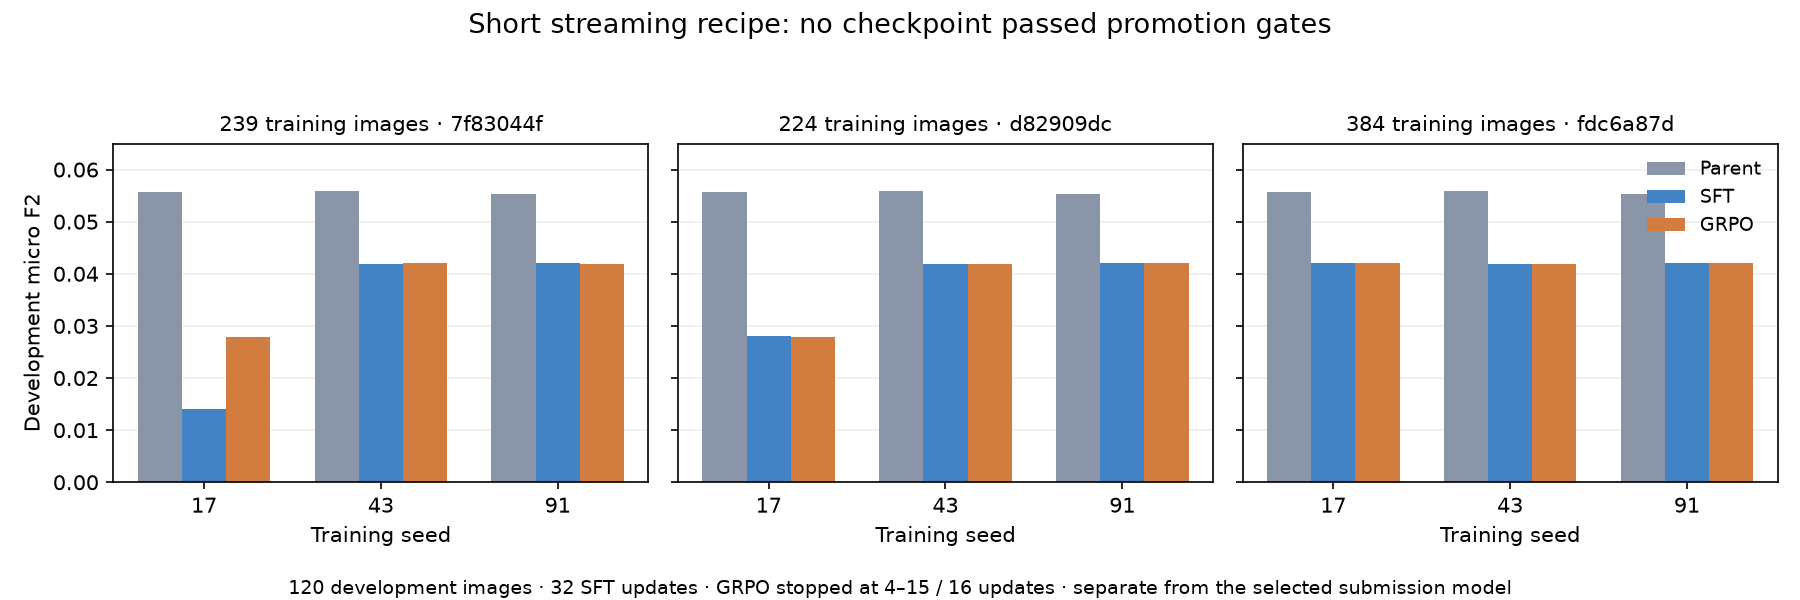 Short streaming recipe: no checkpoint passed promotion gates
239 training images · 7f83044f
224 training images · d82909dc
384 training images · fdc6a87d
Development micro F2
0.06
0.05
0.04
0.03
0.02
0.01
0.00
Parent
SFT
GRPO
17 43 91
17 43 91
17 43 91
Training seed
Training seed
Training seed
120 development images · 32 SFT updates · GRPO stopped at 4–15 / 16 updates · separate from the selected submission model